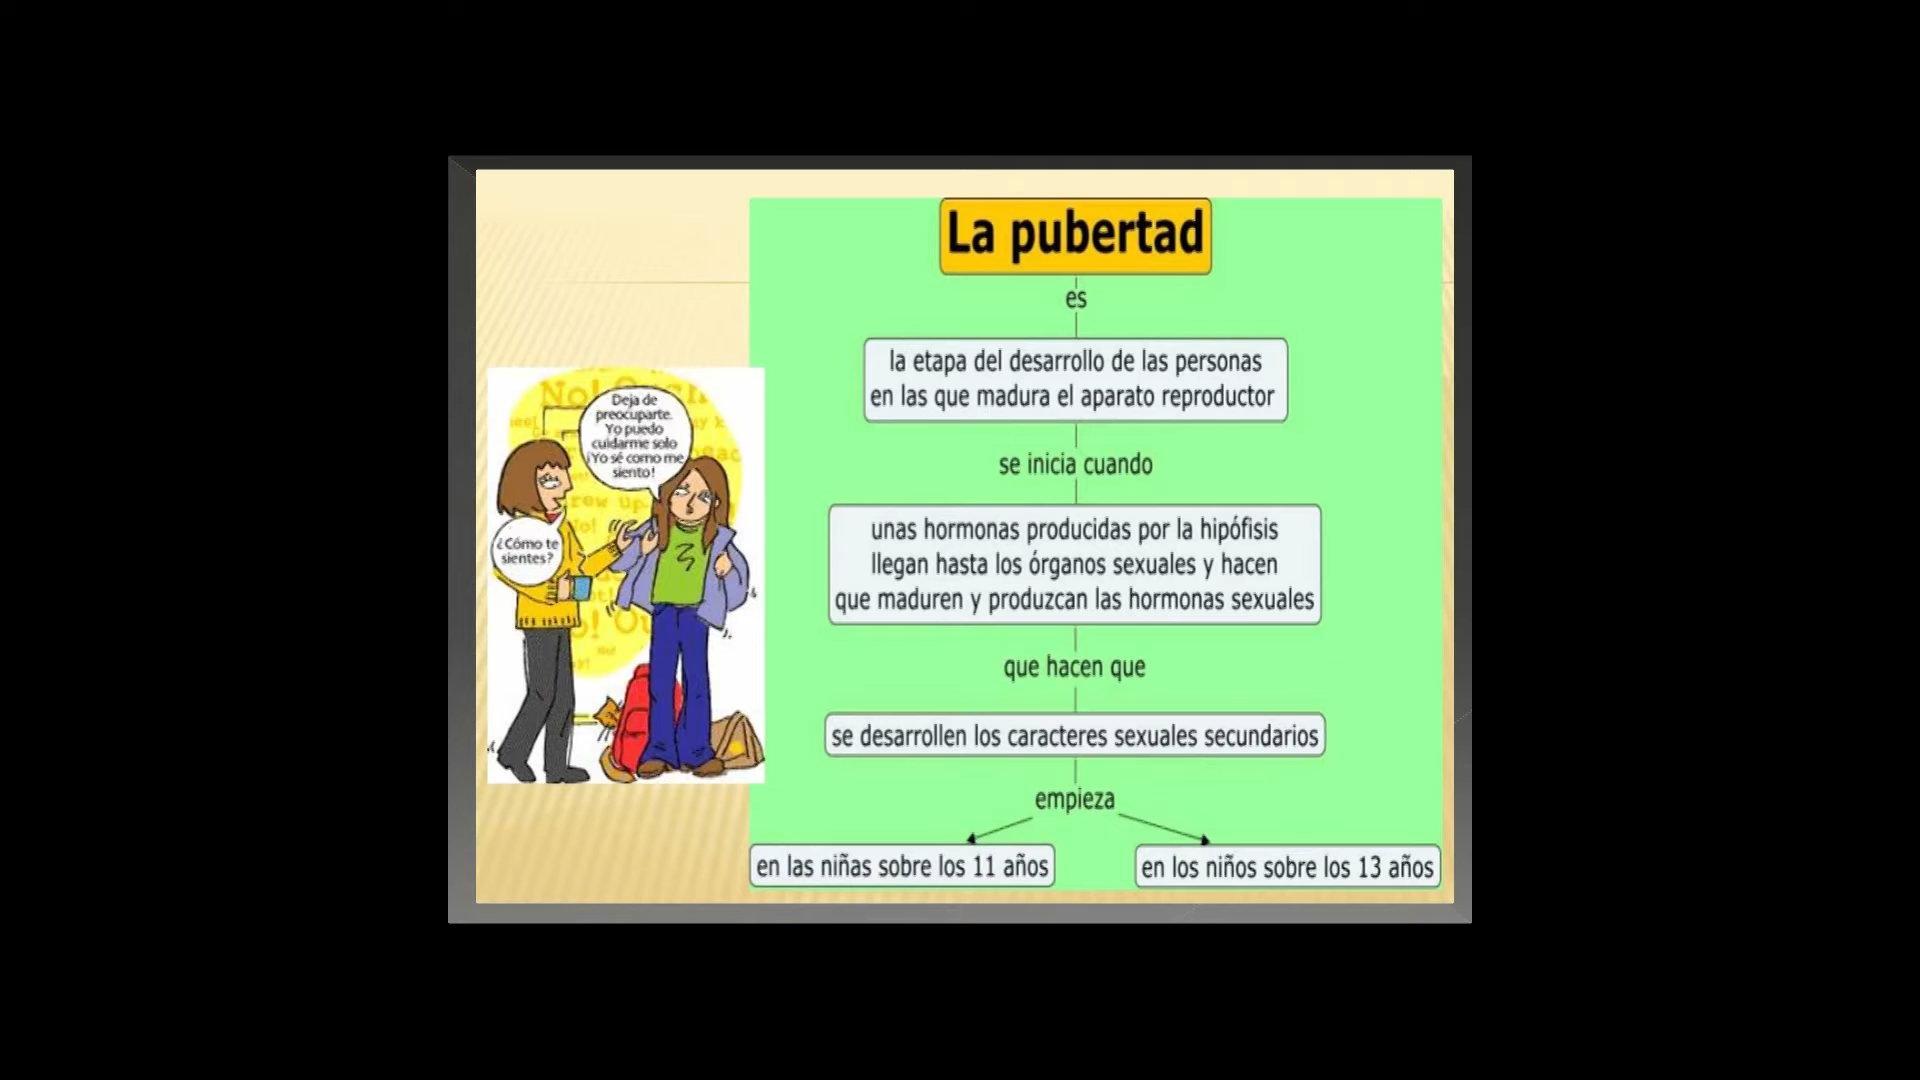 La pubertad
es
la etapa del desarrollo de las personas
en las que madura el aparato reproductor
se inicia cuando
unas hormonas producidas por la hipófisis
llegan hasta los órganos sexuales y hacen
que maduren y produzcan las hormonas sexuales
que hacen que
se desarrollen los caracteres sexuales secundarios
empieza
en las niñas sobre los 11 años
en los niños sobre los 13 años
Deja de
preocuparte.
Yo puedo
cuidarme solo
¡Yo sé como me
siento!
¿Cómo te
sientes?
No!
rew up
No!